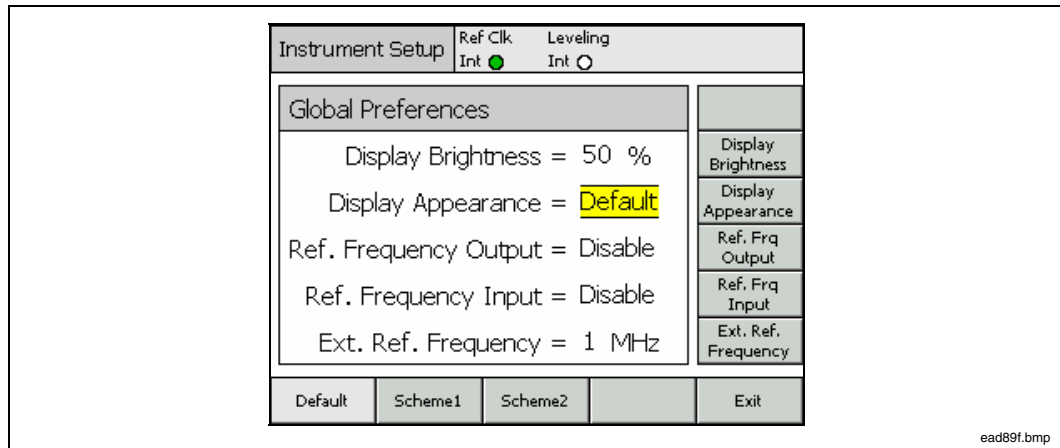 Instrument Setup
Ref Clk Leveling
Int Int
Global Preferences
Display Brightness = 50 %
Display Appearance = Default
Ref. Frequency Output = Disable
Ref. Frequency Input = Disable
Ext. Ref. Frequency = 1 MHz
Display
Brightness
Display
Appearance
Ref. Frq
Output
Ref. Frq
Input
Ext. Ref.
Frequency
Default Scheme1 Scheme2 Exit
ead89f.bmp